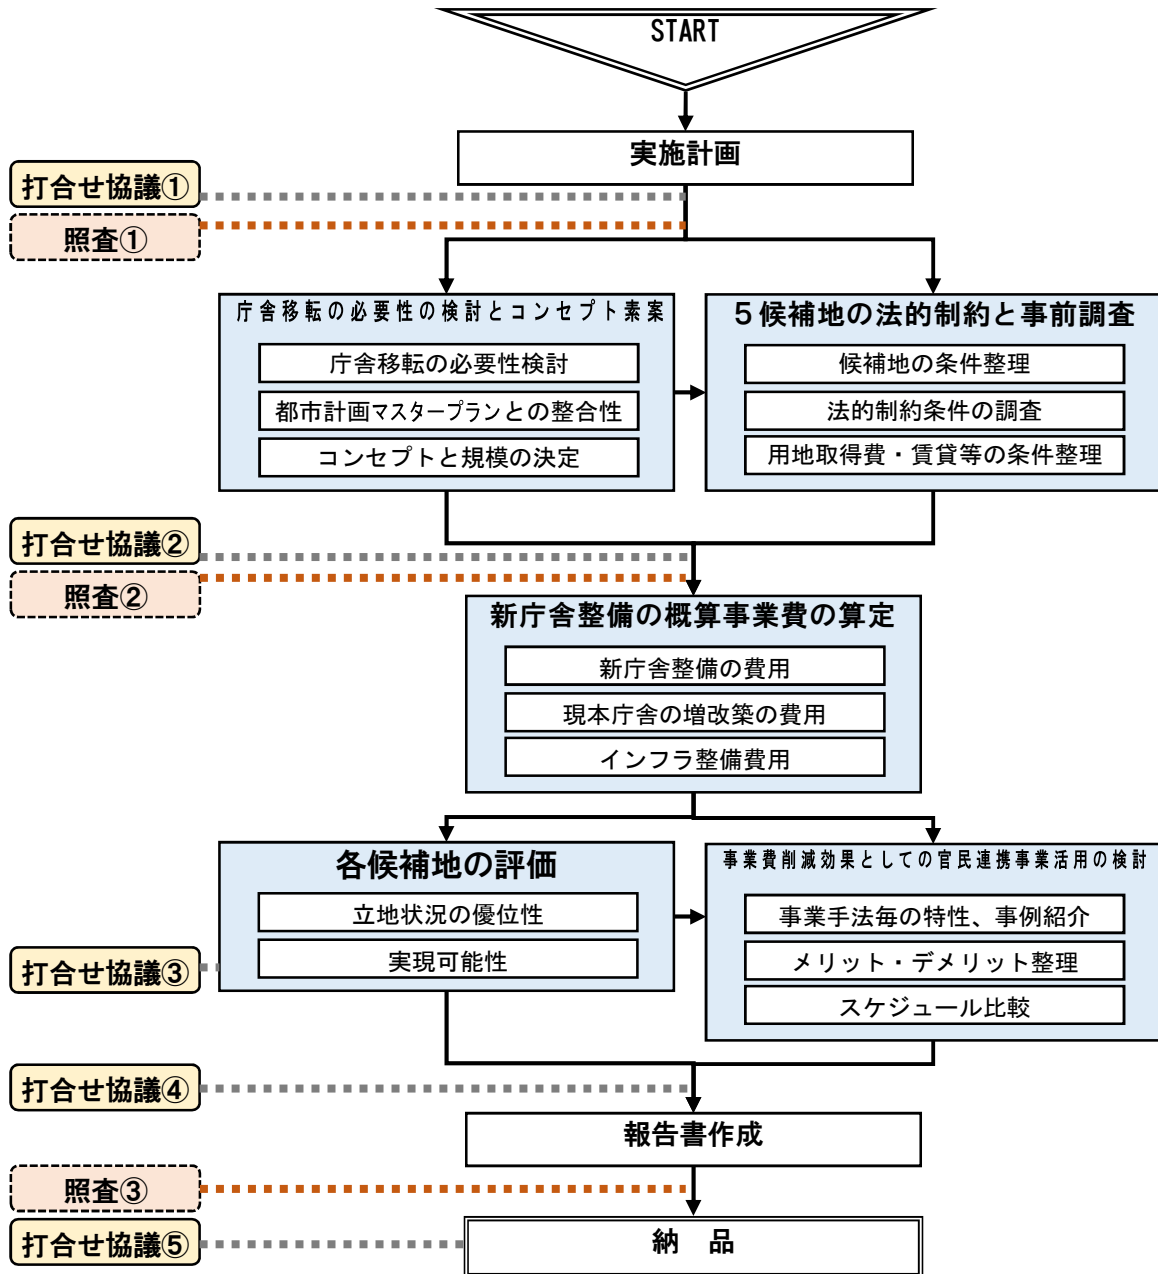 START
実施計画
打合せ協議①
照査①
庁舎移転の必要性の検討とコンセプト素案
庁舎移転の必要性検討
都市計画マスタープランとの整合性
コンセプトと規模の決定
５候補地の法的制約と事前調査
候補地の条件整理
法的制約条件の調査
用地取得費・賃貸等の条件整理
打合せ協議②
照査②
新庁舎整備の概算事業費の算定
新庁舎整備の費用
現本庁舎の増改築の費用
インフラ整備費用
各候補地の評価
立地状況の優位性
実現可能性
事業費削減効果としての官民連携事業活用の検討
事業手法毎の特性、事例紹介
メリット・デメリット整理
スケジュール比較
打合せ協議③
打合せ協議④
報告書作成
照査③
打合せ協議⑤
納　品